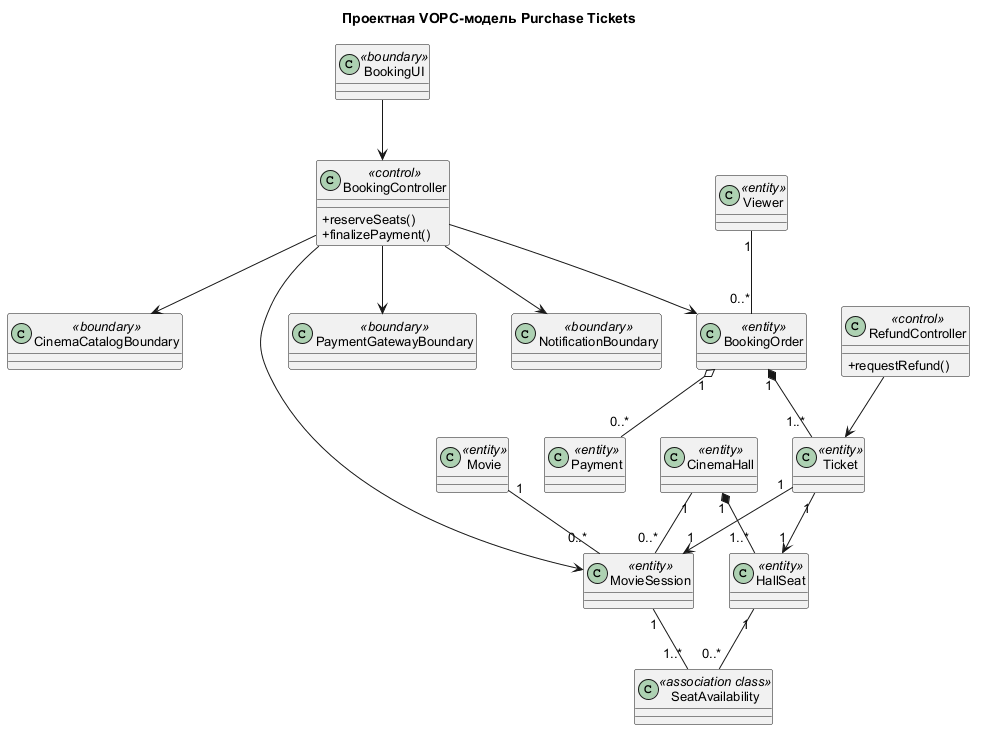 Проектная VOPC-модель Purchase Tickets
C «boundary»
BookingUI
C «control»
BookingController
+reserveSeats()
+finalizePayment()
C «entity»
Viewer
1
0..*
C «boundary»
CinemaCatalogBoundary
C «boundary»
PaymentGatewayBoundary
C «boundary»
NotificationBoundary
C «entity»
BookingOrder
C «control»
RefundController
+requestRefund()
1
1
0..*
1..*
C «entity»
Movie
C «entity»
Payment
C «entity»
CinemaHall
C «entity»
Ticket
1
1
1
1
1
0..*
0..*
1
1..*
1
C «entity»
MovieSession
C «entity»
HallSeat
1
1
1..*
0..*
C «association class»
SeatAvailability